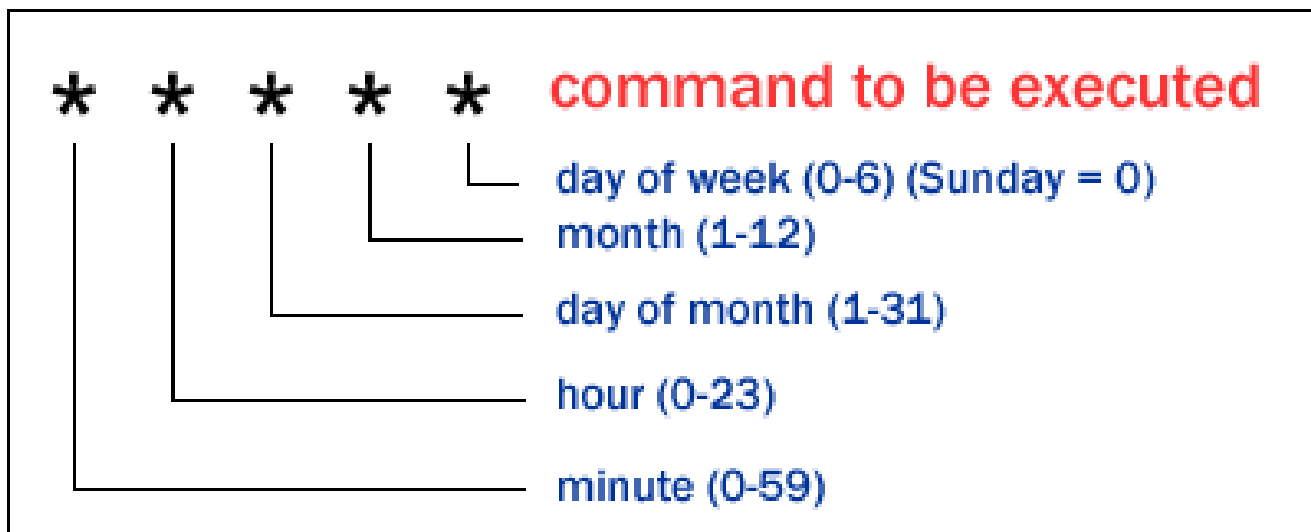 * * * * * command to be executed
day of week (0-6) (Sunday = 0)
month (1-12)
day of month (1-31)
hour (0-23)
minute (0-59)